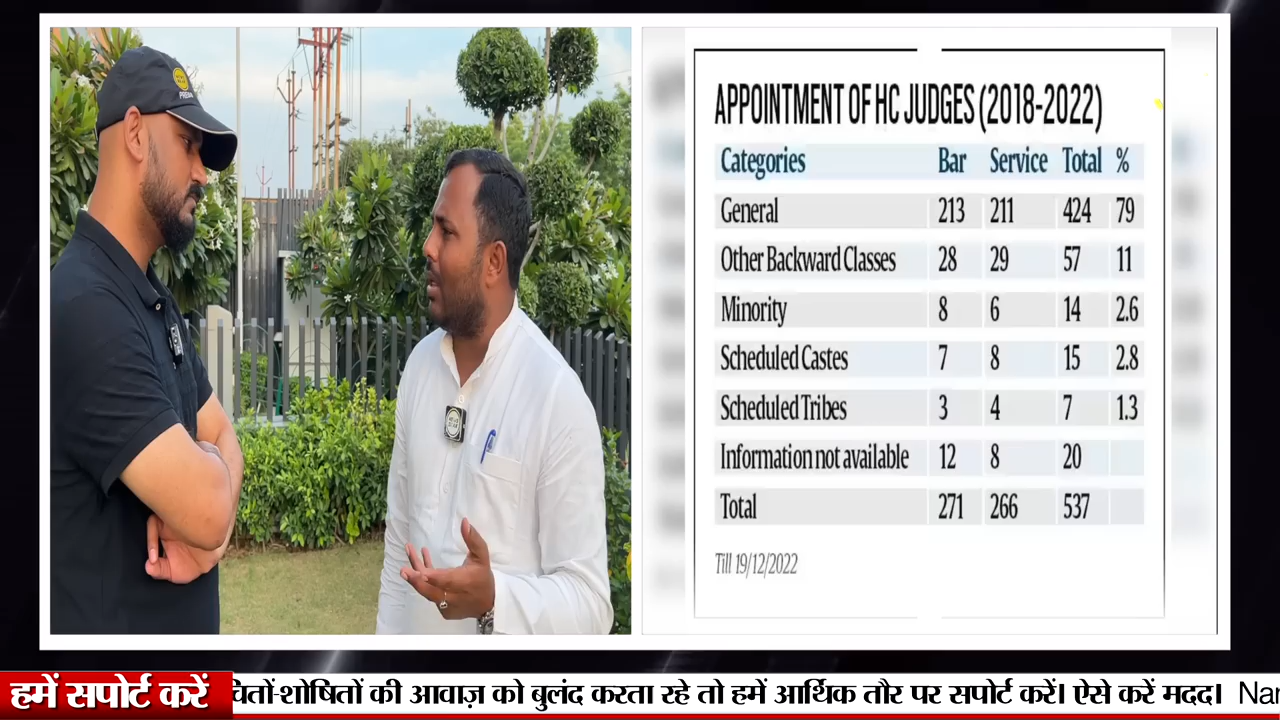 PRESS
APPOINTMENT OF HC JUDGES (2018-2022)
Categories Bar Service Total %
General 213 211 424 79
Other Backward Classes 28 29 57 11
Minority 8 6 14 2.6
Scheduled Castes 7 8 15 2.8
Scheduled Tribes 3 4 7 1.3
Information not available 12 8 20
Total 271 266 537
Till 19/12/2022
हमें सपोर्ट करें
चितों-शोषितों की आवाज़ को बुलंद करता रहे तो हमें आर्थिक तौर पर सपोर्ट करें। ऐसे करें मदद। Nar